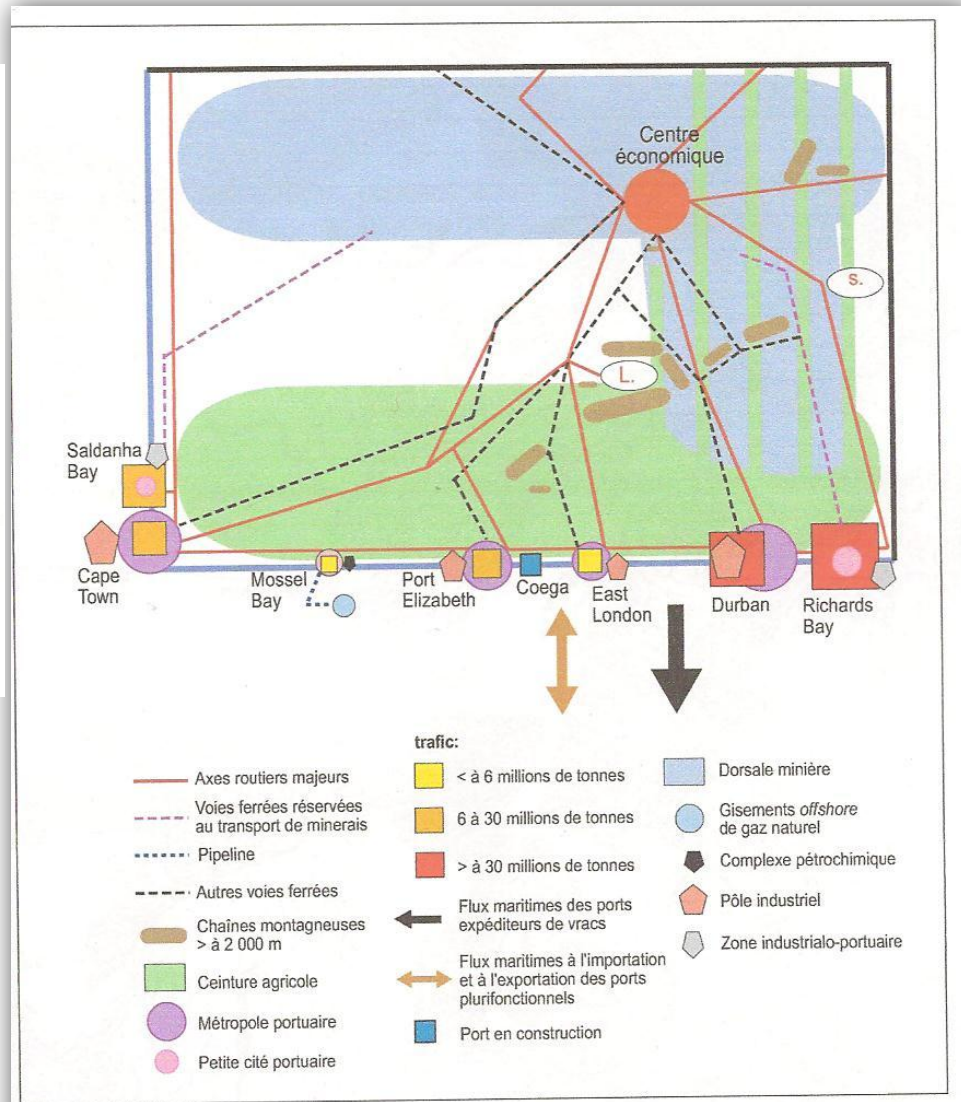 Centre
économique
s.
L.
Saldanha
Bay
Cape
Town
Mossel
Bay
Port
Elizabeth
Coega
East
London
Durban
Richards
Bay
Axes routiers majeurs
Voies ferrées réservées
au transport de minerais
Pipeline
Autres voies ferrées
Chaînes montagneuses
> à 2 000 m
Ceinture agricole
Métropole portuaire
Petite cité portuaire
trafic:
< à 6 millions de tonnes
6 à 30 millions de tonnes
> à 30 millions de tonnes
Flux maritimes des ports
expéditeurs de vracs
Flux maritimes à l'importation
et à l'exportation des ports
plurifonctionnels
Port en construction
Dorsale minière
Gisements offshore
de gaz naturel
Complexe pétrochimique
Pôle industriel
Zone industrialo-portuaire